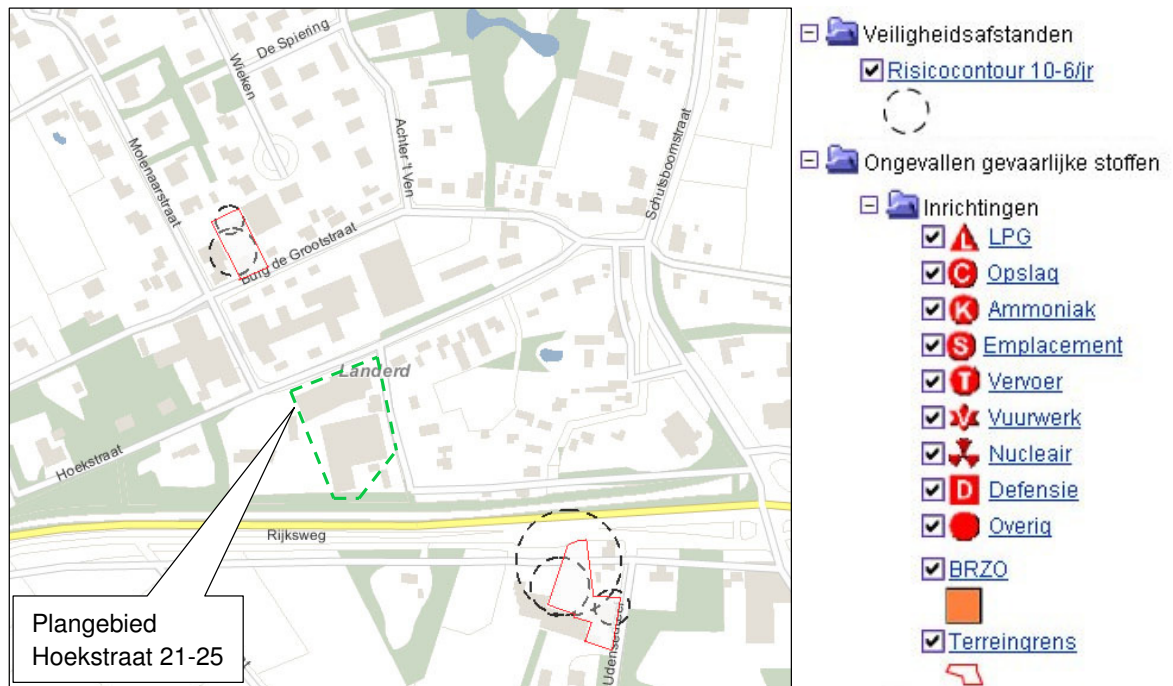 De Spiering
Wieken
Molenaarstraat
Achter 't Ven
Schutsboomstraat
Burg de Grootstraat
Landerd
Hoekstraat
Rijksweg
Plangebied
Hoekstraat 21-25
Veiligheidsafstanden
Risicocontour 10-6/jr
Ongevallen gevaarlijke stoffen
Inrichtingen
L LPG
C Opslag
K Ammoniak
S Emplacement
T Vervoer
V Vuurwerk
Nucleair
D Defensie
Overig
BRZO
Terreingrens